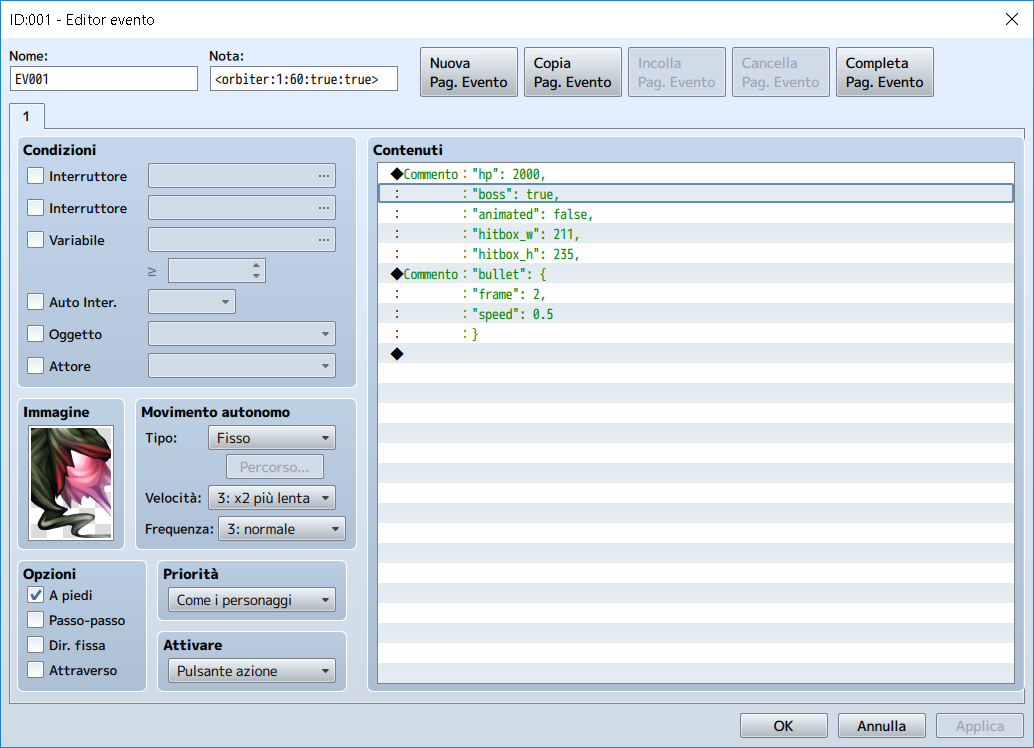 ID:001 - Editor evento
Nome:
Nota:
EV001
<orbiter:1:60:true:true>
Nuova
Pag. Evento
Copia
Pag. Evento
Incolla
Pag. Evento
Cancella
Pag. Evento
Completa
Pag. Evento
1
Condizioni
Interruttore
...
Interruttore
...
Variabile
...
≥
Auto Inter.
Oggetto
Attore
Immagine
Movimento autonomo
Tipo:
Fisso
Percorso...
Velocità:
3: x2 più lenta
Frequenza:
3: normale
Opzioni
A piedi
Passo-passo
Dir. fissa
Attraverso
Priorità
Come i personaggi
Attivare
Pulsante azione
Contenuti
◆Commento : "hp": 2000,
: : "boss": true,
: : "animated": false,
: : "hitbox_w": 211,
: : "hitbox_h": 235,
◆Commento : "bullet": {
: : "frame": 2,
: : "speed": 0.5
: : }
◆
OK
Annulla
Applica